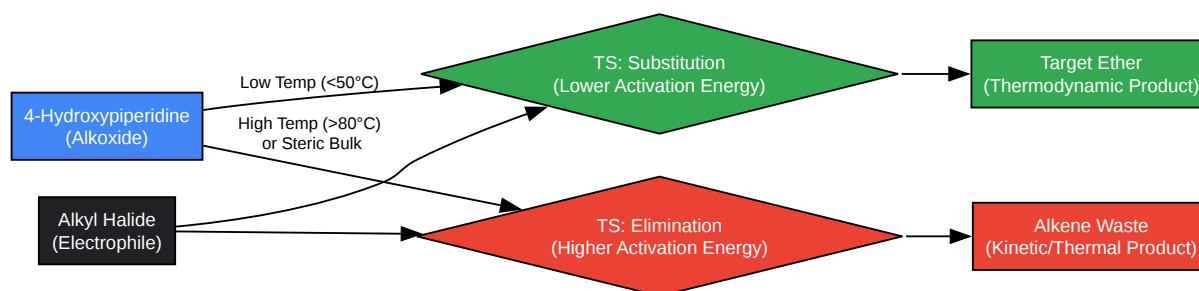 4-Hydroxypiperidine
(Alkoxide)
Alkyl Halide
(Electrophile)
Low Temp (<50°C)
High Temp (>80°C)
or Steric Bulk
TS: Substitution
(Lower Activation Energy)
TS: Elimination
(Higher Activation Energy)
Target Ether
(Thermodynamic Product)
Alkene Waste
(Kinetic/Thermal Product)